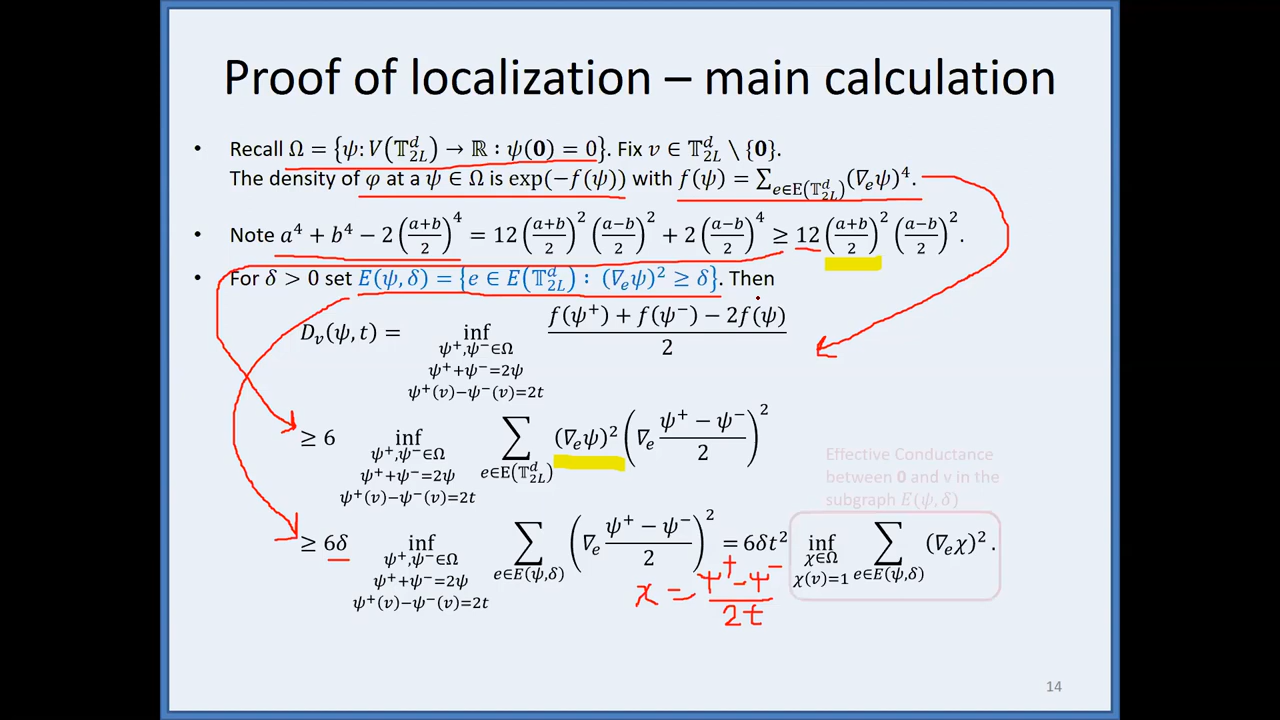 Proof of localization – main calculation
• Recall Ω = {ψ: V(𝕋^d_{2L}) → ℝ : ψ(𝟎) = 0}. Fix v ∈ 𝕋^d_{2L} \ {𝟎}.
The density of φ at a ψ ∈ Ω is exp(−f(ψ)) with f(ψ) = ∑_{e∈E(𝕋^d_{2L})} (∇_e ψ)^4.
• Note a^4 + b^4 − 2((a+b)/2)^4 = 12((a+b)/2)^2 ((a−b)/2)^2 + 2((a−b)/2)^4 ≥ 12((a+b)/2)^2 ((a−b)/2)^2.
• For δ > 0 set E(ψ, δ) = {e ∈ E(𝕋^d_{2L}) : (∇_e ψ)^2 ≥ δ}. Then
D_v(ψ, t) = inf_{ψ^+,ψ^−∈Ω, ψ^++ψ^−=2ψ, ψ^+(v)−ψ^−(v)=2t} (f(ψ^+) + f(ψ^−) − 2f(ψ))/2
≥ 6 inf_{ψ^+,ψ^−∈Ω, ψ^++ψ^−=2ψ, ψ^+(v)−ψ^−(v)=2t} ∑_{e∈E(𝕋^d_{2L})} (∇_e ψ)^2 (∇_e (ψ^+ − ψ^−)/2)^2
Effective Conductance
between 𝟎 and v in the
subgraph E(ψ, δ)
≥ 6δ inf_{ψ^+,ψ^−∈Ω, ψ^++ψ^−=2ψ, ψ^+(v)−ψ^−(v)=2t} ∑_{e∈E(ψ,δ)} (∇_e (ψ^+ − ψ^−)/2)^2 = 6δt^2 inf_{χ∈Ω, χ(v)=1} ∑_{e∈E(ψ,δ)} (∇_e χ)^2.
χ = (ψ^+ − ψ^−)/2t
14